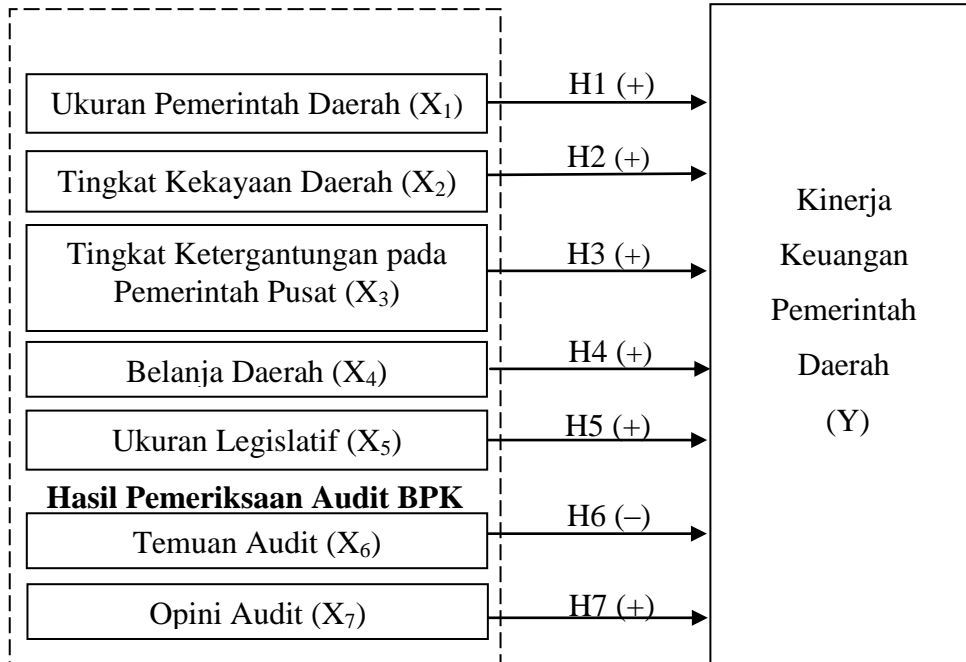 Ukuran Pemerintah Daerah (X₁)
H1 (+)
Tingkat Kekayaan Daerah (X₂)
H2 (+)
Tingkat Ketergantungan pada
Pemerintah Pusat (X₃)
H3 (+)
Belanja Daerah (X₄)
H4 (+)
Ukuran Legislatif (X₅)
H5 (+)
Hasil Pemeriksaan Audit BPK
Temuan Audit (X₆)
H6 (–)
Opini Audit (X₇)
H7 (+)
Kinerja
Keuangan
Pemerintah
Daerah
(Y)